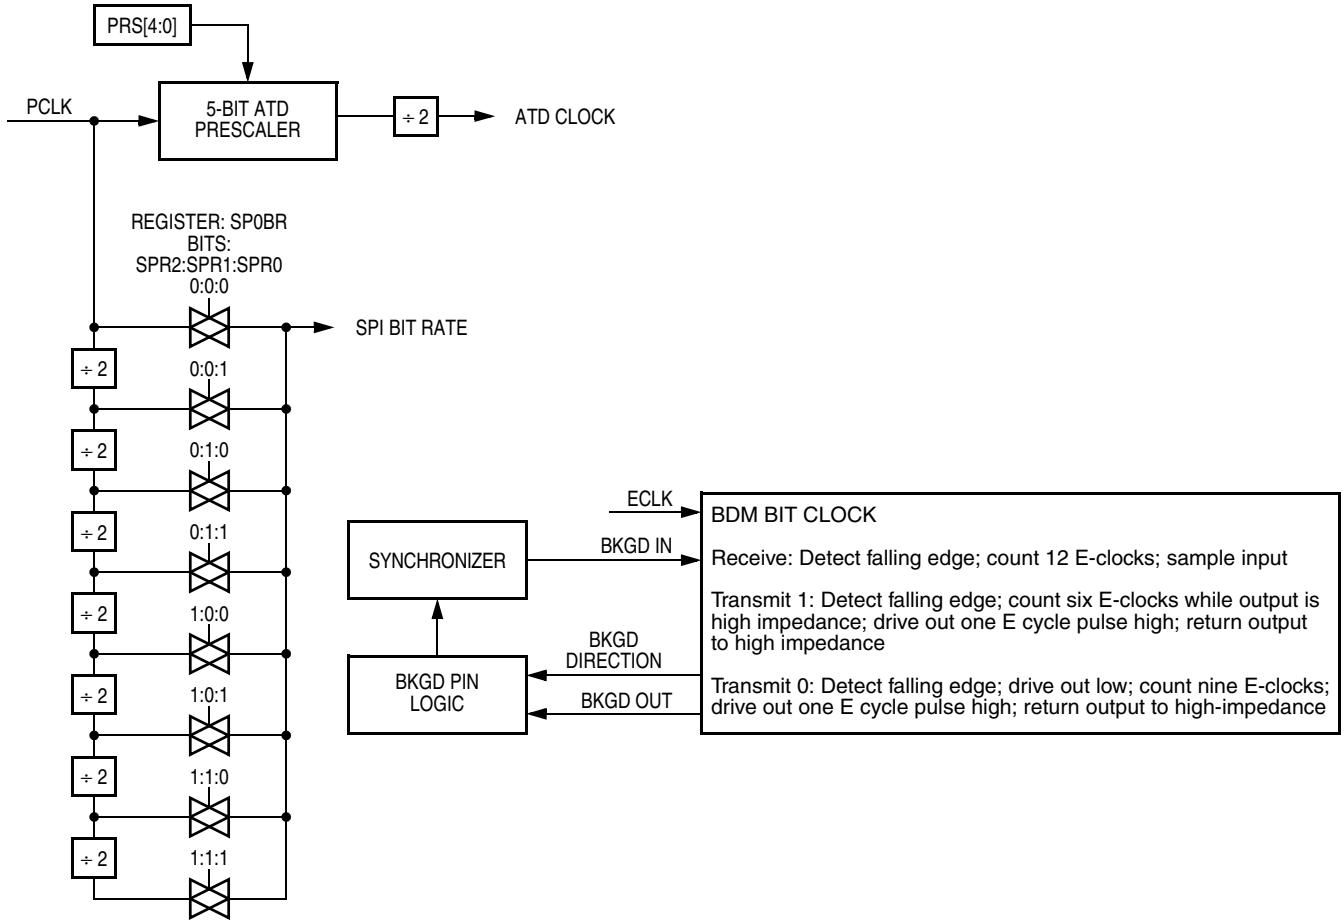 PRS[4:0]
PCLK
5-BIT ATD
PRESCALER
÷ 2
ATD CLOCK
REGISTER: SP0BR
BITS:
SPR2:SPR1:SPR0
0:0:0
SPI BIT RATE
÷ 2
0:0:1
÷ 2
0:1:0
÷ 2
0:1:1
÷ 2
1:0:0
÷ 2
1:0:1
÷ 2
1:1:0
÷ 2
1:1:1
SYNCHRONIZER
BKGD PIN
LOGIC
ECLK
BKGD IN
BKGD
DIRECTION
BKGD OUT
BDM BIT CLOCK
Receive: Detect falling edge; count 12 E-clocks; sample input
Transmit 1: Detect falling edge; count six E-clocks while output is
high impedance; drive out one E cycle pulse high; return output
to high impedance
Transmit 0: Detect falling edge; drive out low; count nine E-clocks;
drive out one E cycle pulse high; return output to high-impedance